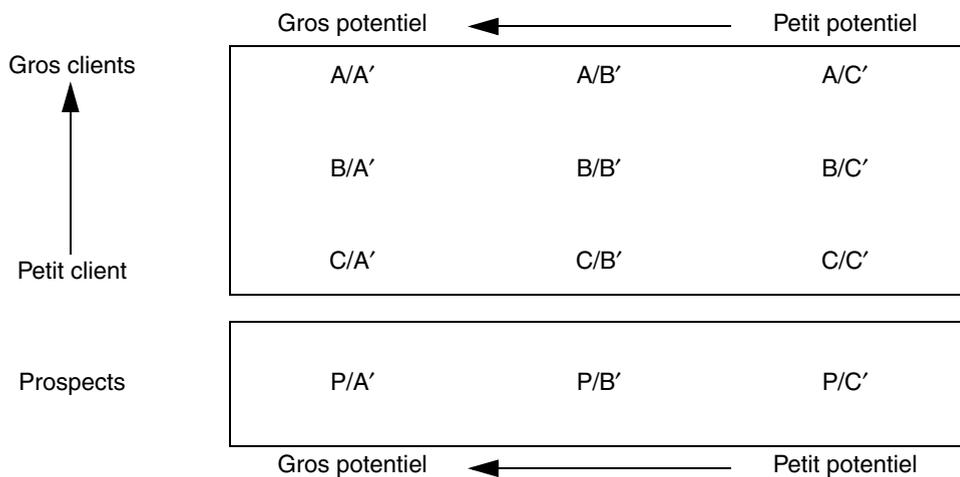 Gros potentiel Petit potentiel
Gros clients A/A′ A/B′ A/C′
B/A′ B/B′ B/C′
Petit client C/A′ C/B′ C/C′
Prospects P/A′ P/B′ P/C′
Gros potentiel Petit potentiel